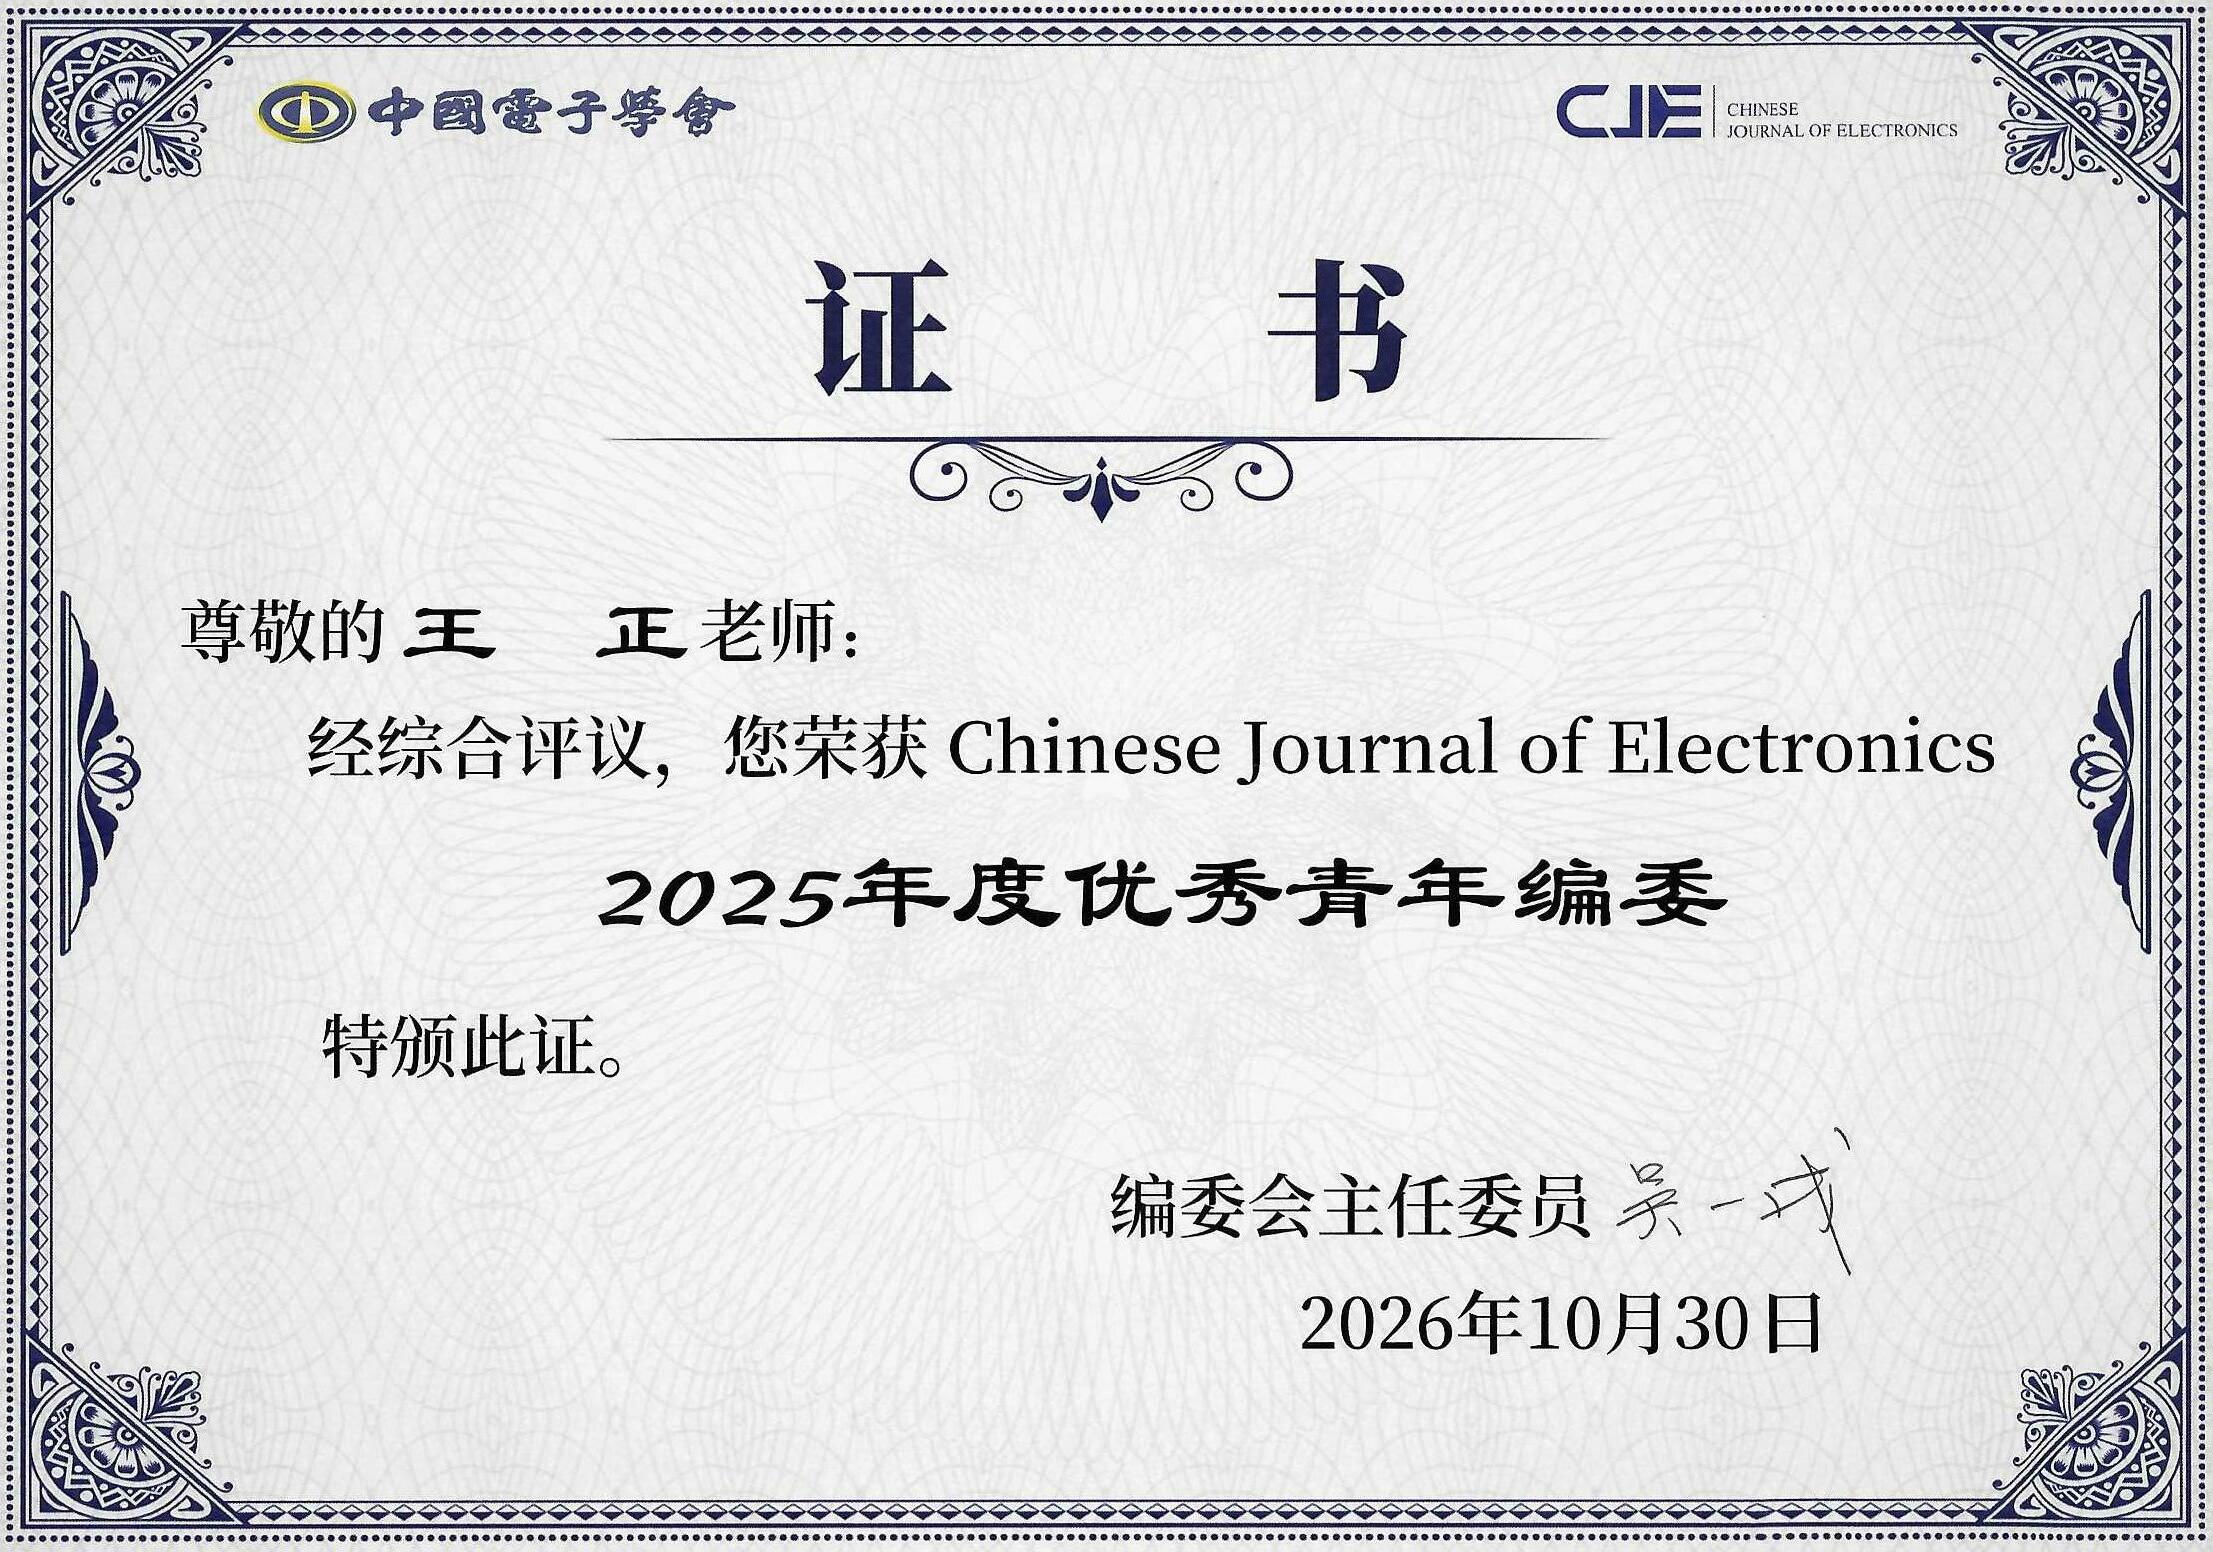 中國電子學會
CJE CHINESE
JOURNAL OF ELECTRONICS
证 书
尊敬的 王 正 老师：
经综合评议，您荣获 Chinese Journal of Electronics
2025年度优秀青年编委
特颁此证。
编委会主任委员 吴一戎
2026年10月30日